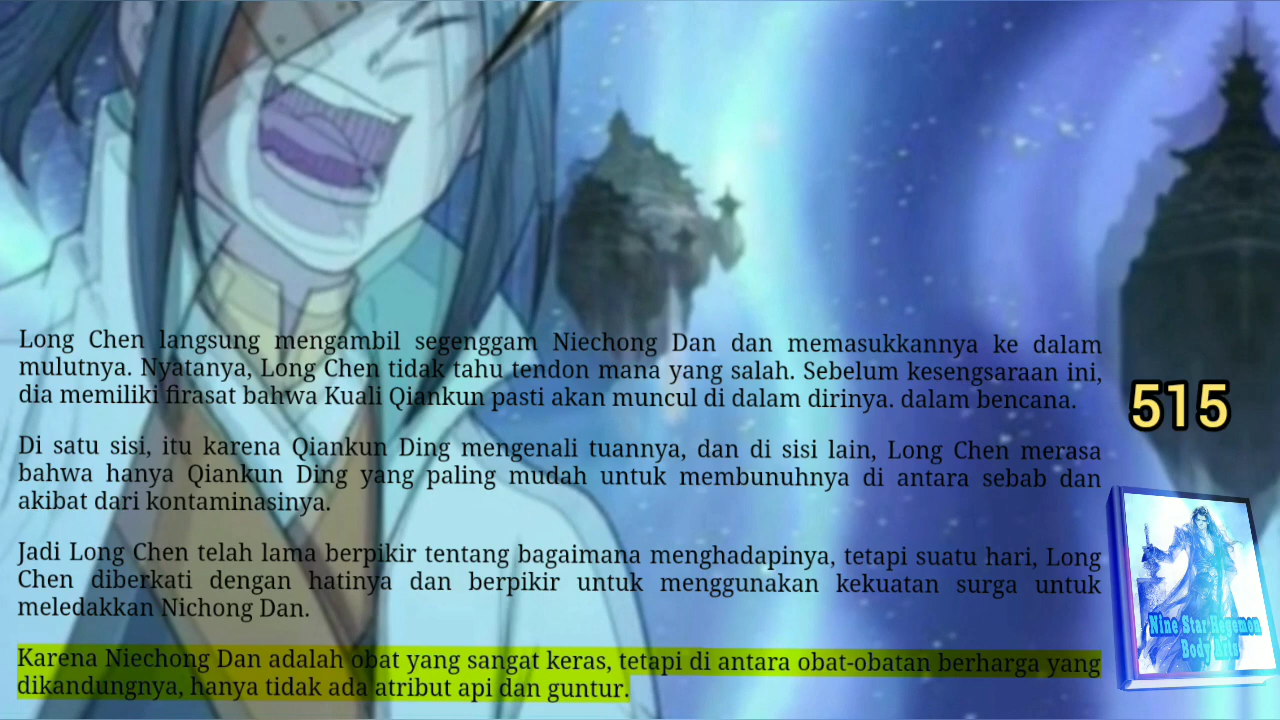 Long Chen langsung mengambil segenggam Niechong Dan dan memasukkannya ke dalam
mulutnya. Nyatanya, Long Chen tidak tahu tendon mana yang salah. Sebelum kesengsaraan ini,
dia memiliki firasat bahwa Kuali Qiankun pasti akan muncul di dalam dirinya. dalam bencana.
Di satu sisi, itu karena Qiankun Ding mengenali tuannya, dan di sisi lain, Long Chen merasa
bahwa hanya Qiankun Ding yang paling mudah untuk membunuhnya di antara sebab dan
akibat dari kontaminasinya.
Jadi Long Chen telah lama berpikir tentang bagaimana menghadapinya, tetapi suatu hari, Long
Chen diberkati dengan hatinya dan berpikir untuk menggunakan kekuatan surga untuk
meledakkan Nichong Dan.
Karena Niechong Dan adalah obat yang sangat keras, tetapi di antara obat-obatan berharga yang
dikandungnya, hanya tidak ada atribut api dan guntur.
515
Nine Star Hegemon
Body Arts